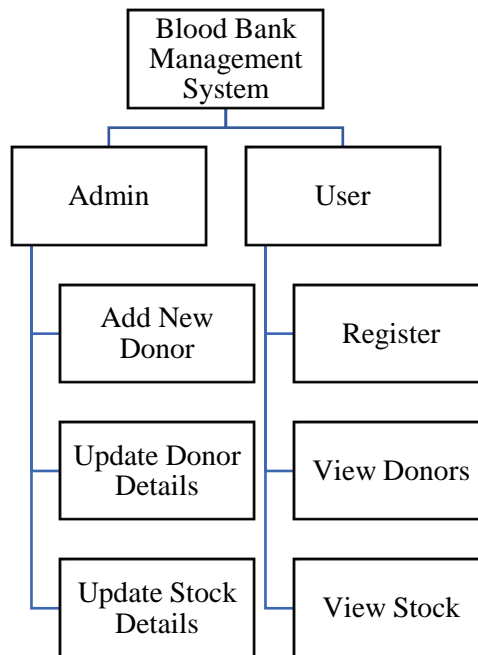 Blood Bank
Management
System
Admin
User
Add New
Donor
Register
Update Donor
Details
View Donors
Update Stock
Details
View Stock